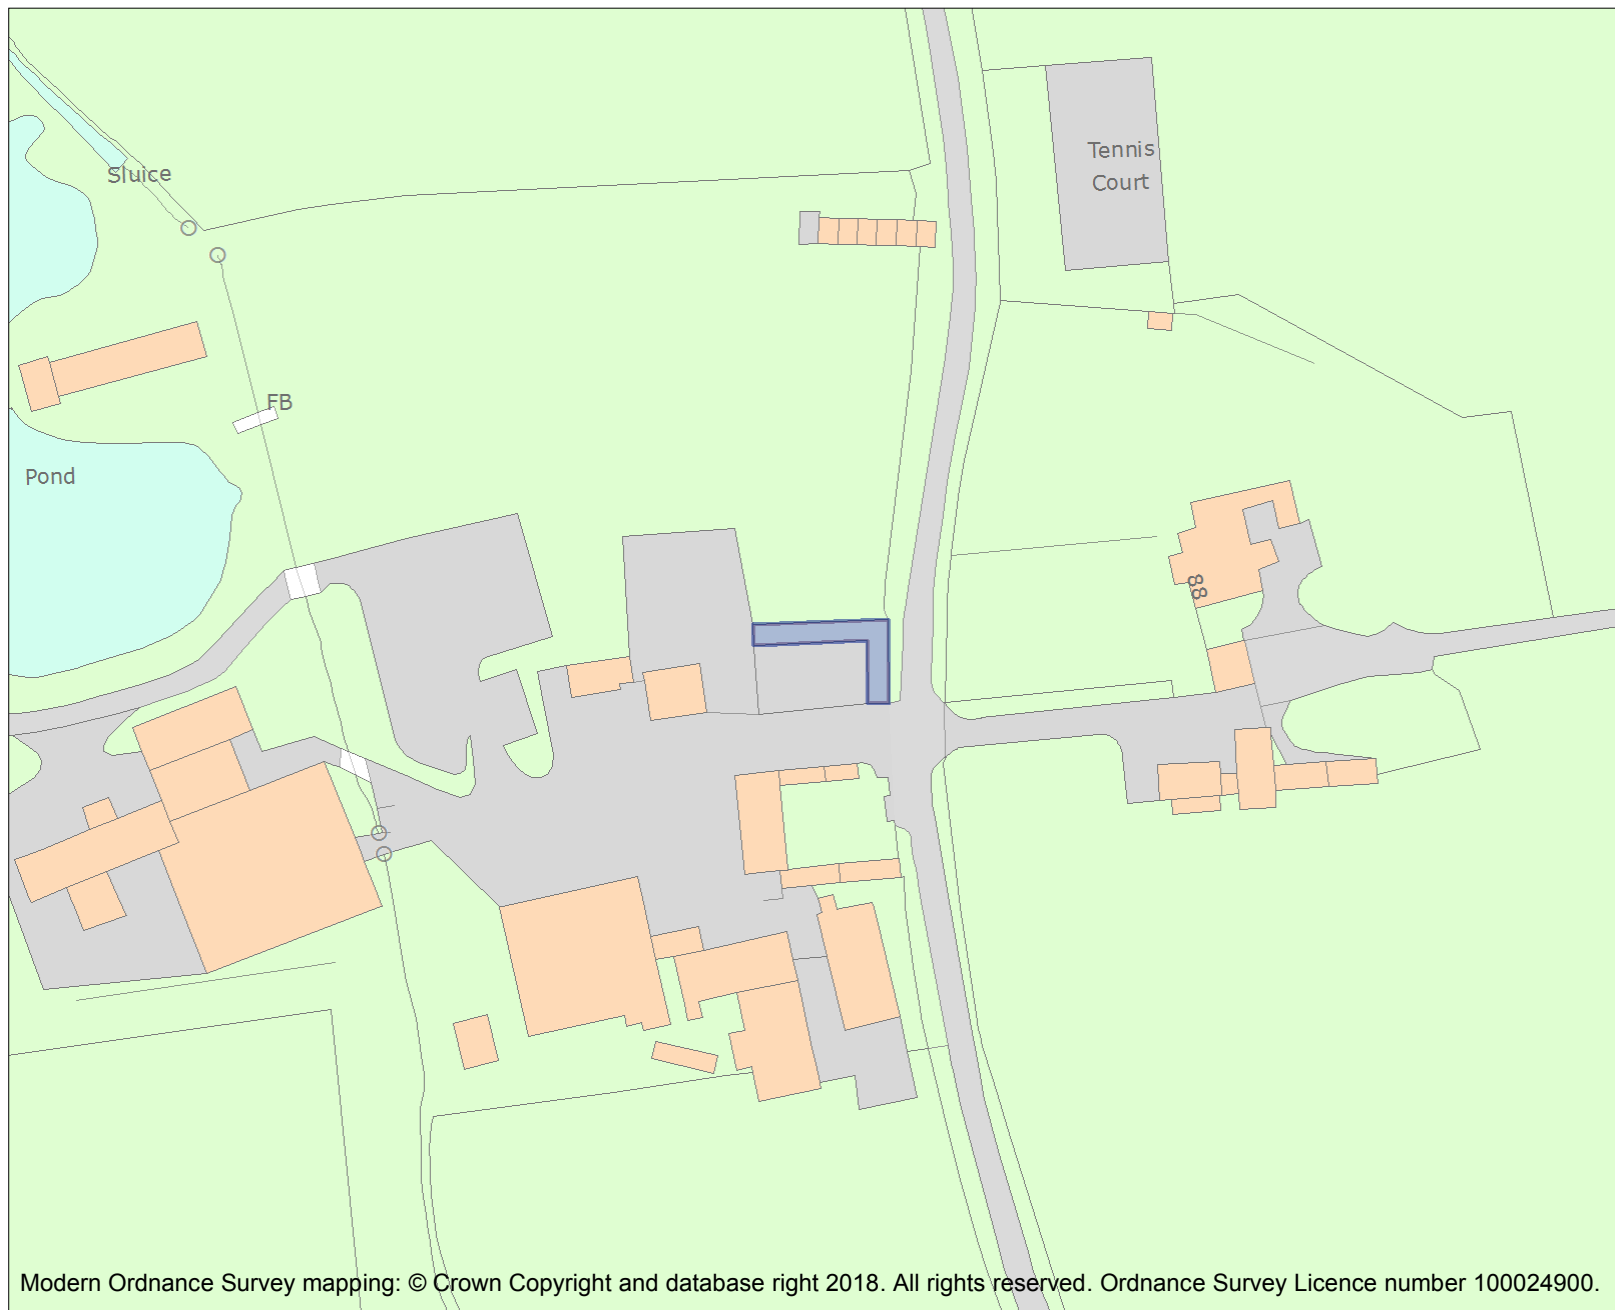 Tennis
Court
Sluice
FB
Pond
88
Modern Ordnance Survey mapping: © Crown Copyright and database right 2018. All rights reserved. Ordnance Survey Licence number 100024900.